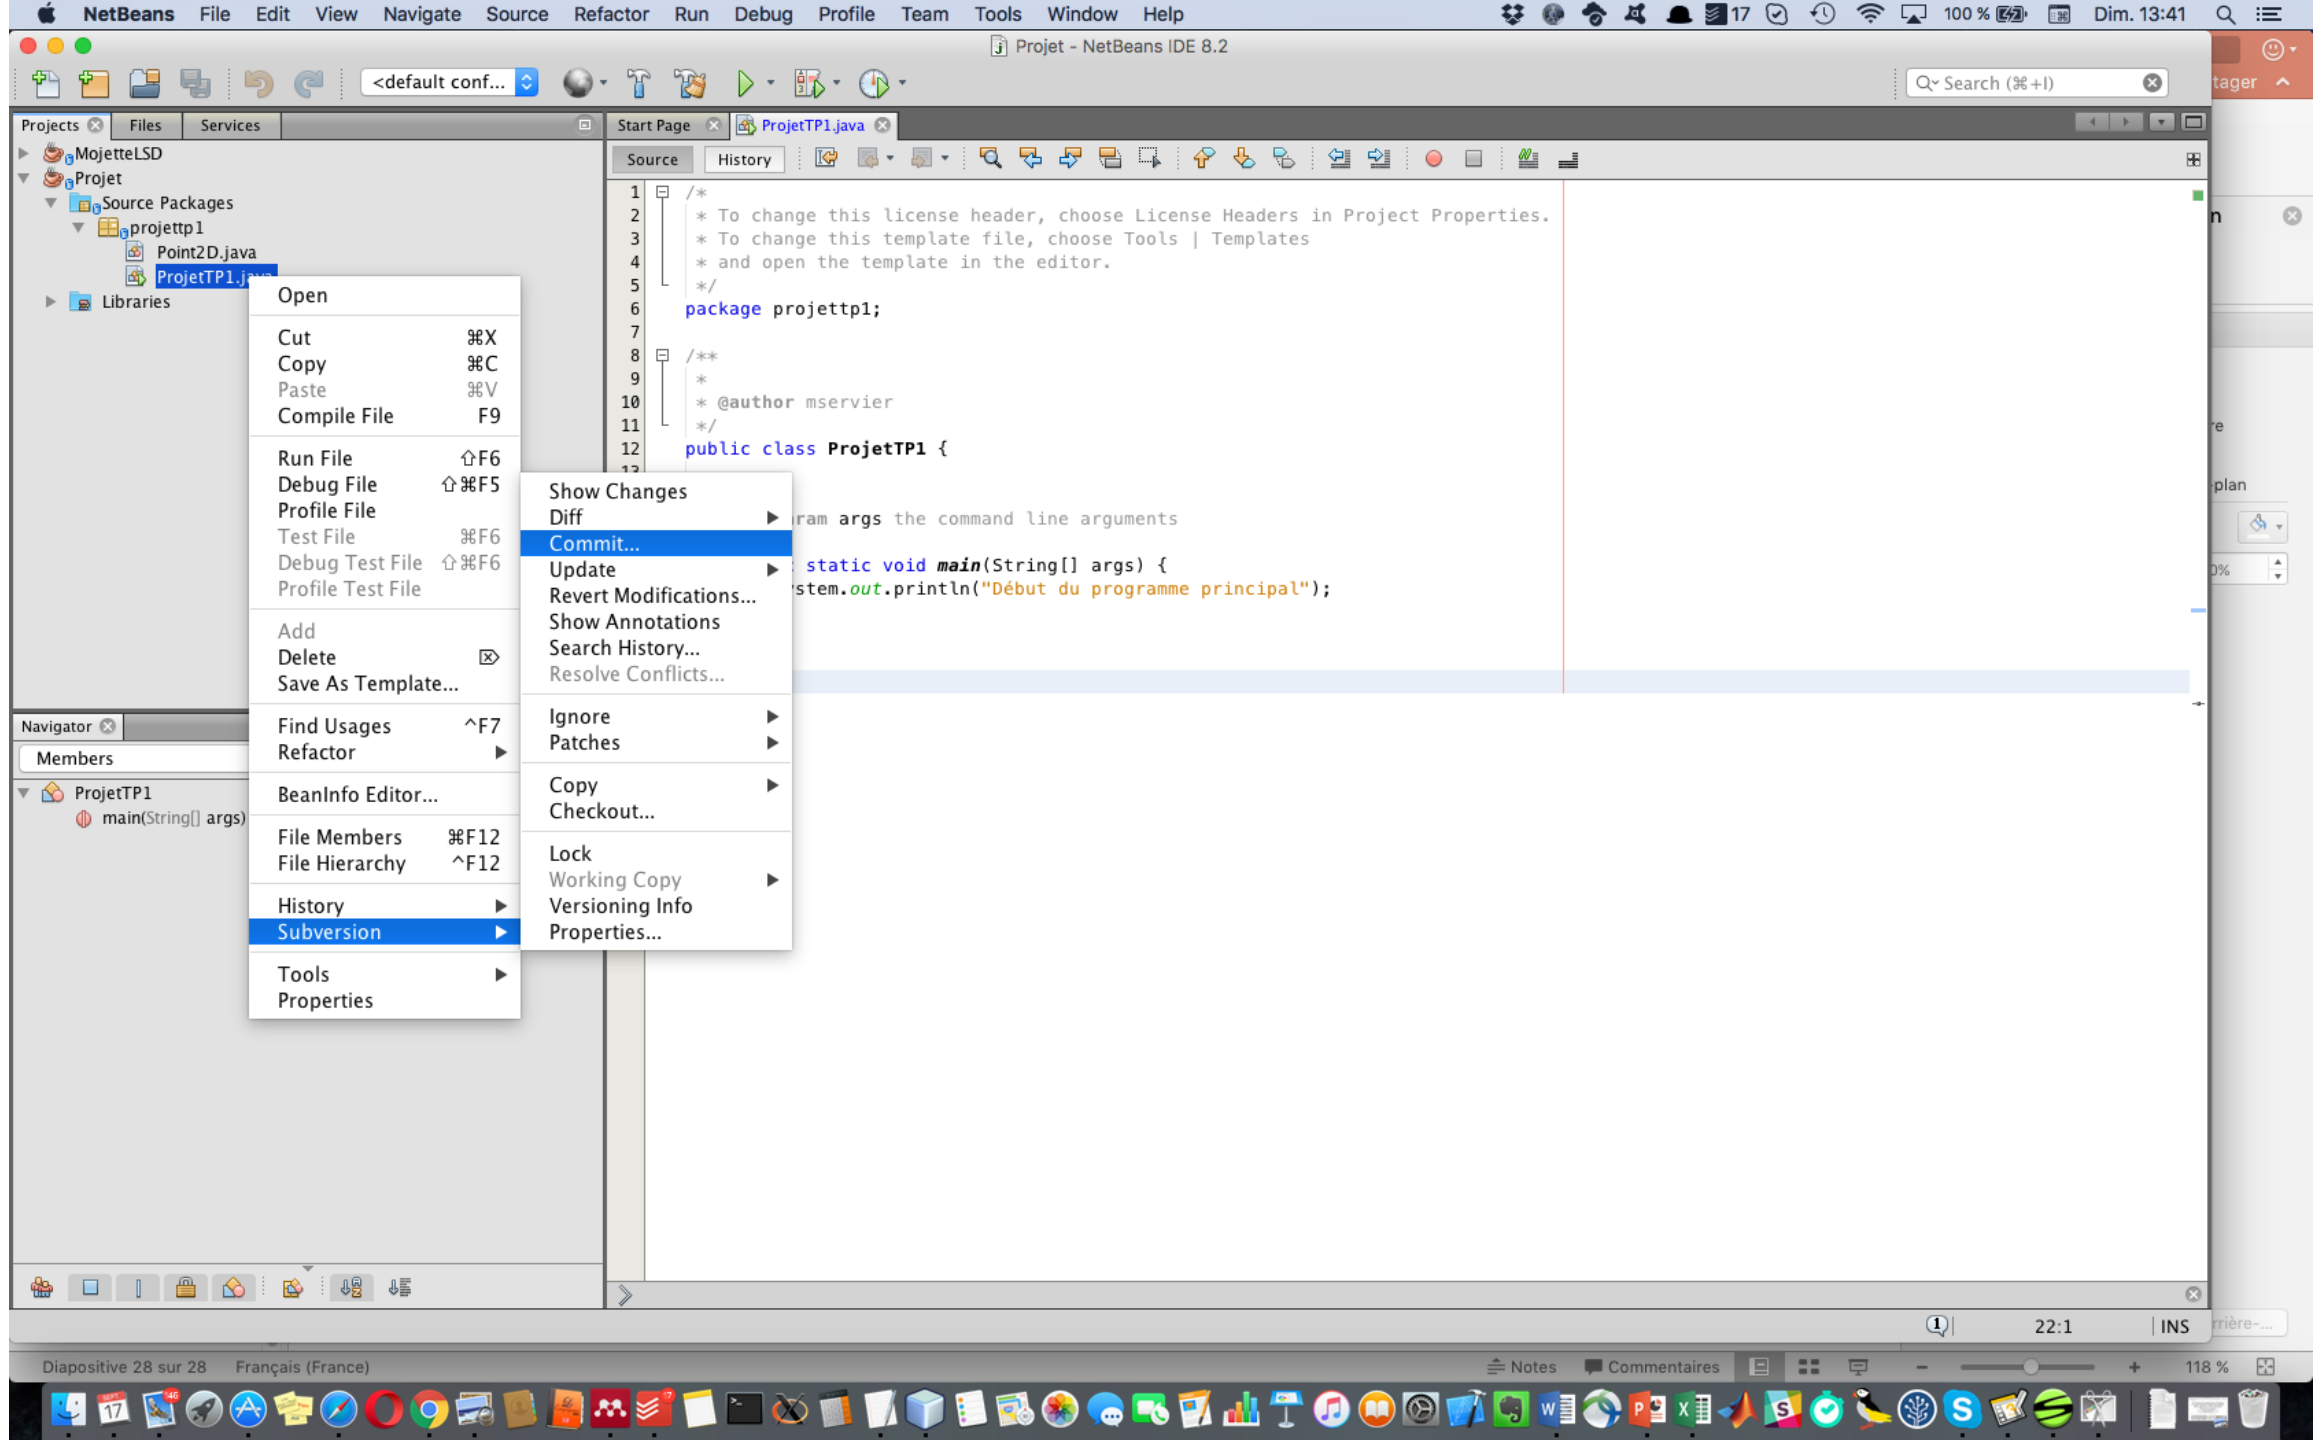 NetBeans File Edit View Navigate Source Refactor Run Debug Profile Team Tools Window Help 17 100 % Dim. 13:41
Projet - NetBeans IDE 8.2
<default conf... Search (⌘+I) tager
Projects Files Services
Start Page ProjetTP1.java
Source History
MojetteLSD
Projet
Source Packages
projettp1
Point2D.java
ProjetTP1.java
Libraries
Open
Cut ⌘X
Copy ⌘C
Paste ⌘V
Compile File F9
Run File ⇧F6
Debug File ⇧⌘F5
Profile File
Test File ⌘F6
Debug Test File ⇧⌘F6
Profile Test File
Add
Delete ⌦
Save As Template...
Find Usages ^F7
Refactor
BeanInfo Editor...
File Members ⌘F12
File Hierarchy ^F12
History
Subversion
Tools
Properties
Show Changes
Diff
Commit...
Update
Revert Modifications...
Show Annotations
Search History...
Resolve Conflicts...
Ignore
Patches
Copy
Checkout...
Lock
Working Copy
Versioning Info
Properties...
1 /*
2 * To change this license header, choose License Headers in Project Properties.
3 * To change this template file, choose Tools | Templates
4 * and open the template in the editor.
5 */
6 package projettp1;
7
8 /**
9 *
10 * @author mservier
11 */
12 public class ProjetTP1 {
13
ram args the command line arguments
static void main(String[] args) {
stem.out.println("Début du programme principal");
Navigator
Members
ProjetTP1
main(String[] args)
n
re
-plan
0%
rrière-...
1 22:1 INS
Diapositive 28 sur 28 Français (France) Notes Commentaires 118 %
SEPT.
17
46
17